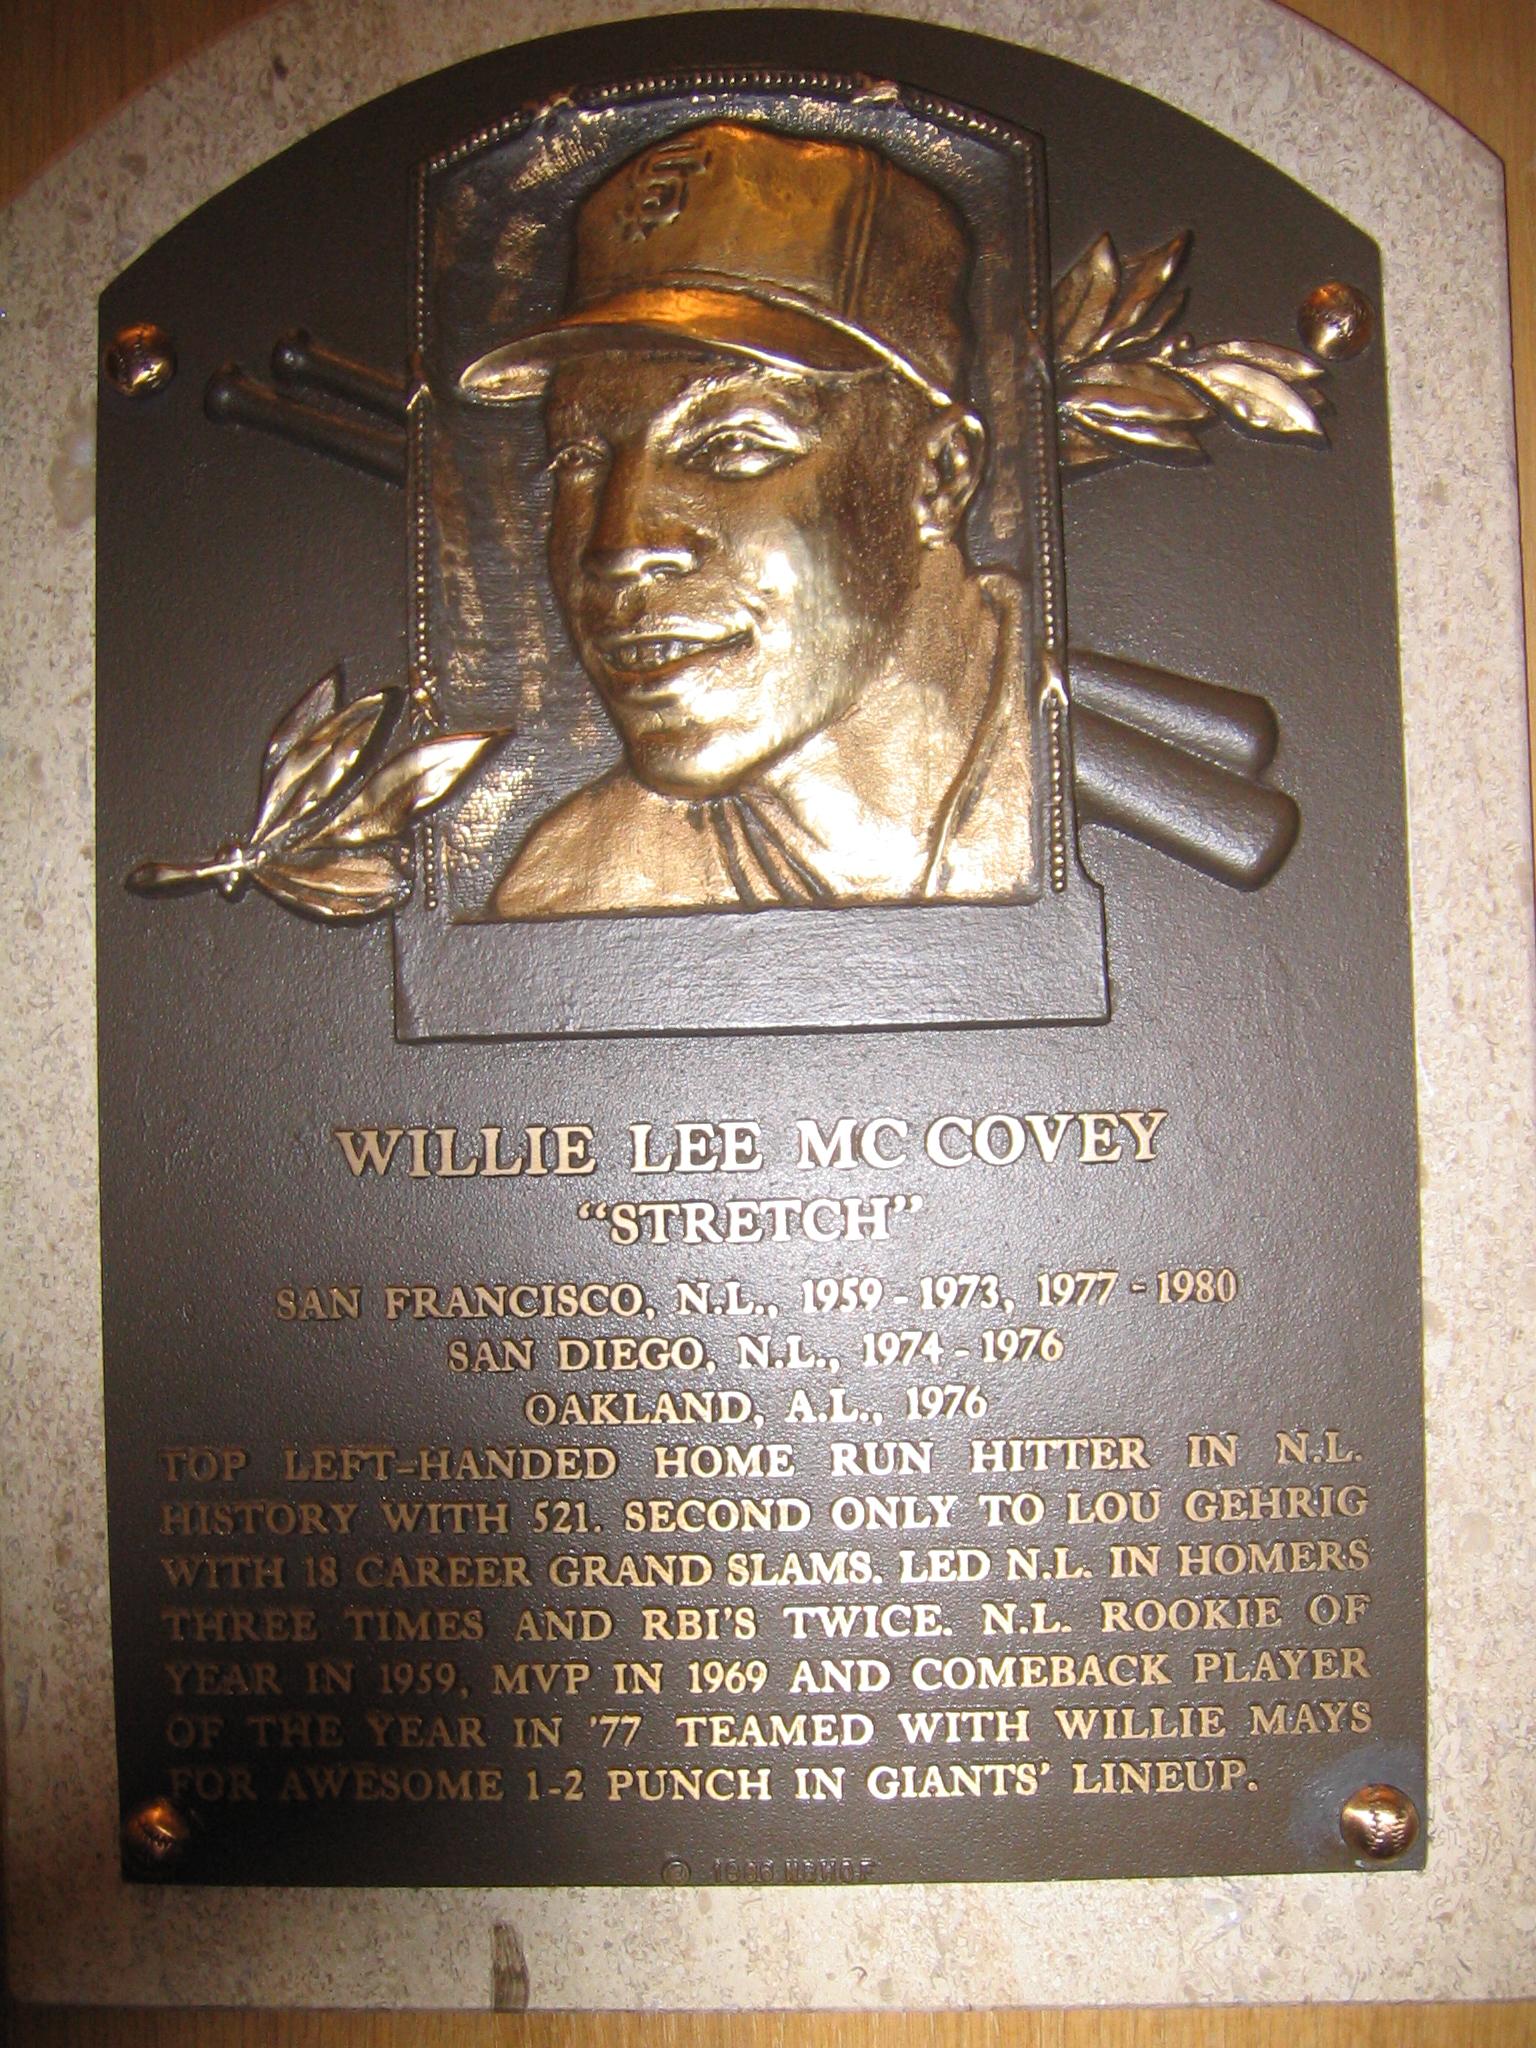 SF
WILLIE LEE MC COVEY
“STRETCH”
SAN FRANCISCO, N.L., 1959-1973, 1977-1980
SAN DIEGO, N.L., 1974-1976
OAKLAND, A.L., 1976
TOP LEFT-HANDED HOME RUN HITTER IN N.L.
HISTORY WITH 521. SECOND ONLY TO LOU GEHRIG
WITH 18 CAREER GRAND SLAMS. LED N.L. IN HOMERS
THREE TIMES AND RBI'S TWICE. N.L. ROOKIE OF
YEAR IN 1959, MVP IN 1969 AND COMEBACK PLAYER
OF THE YEAR IN '77 TEAMED WITH WILLIE MAYS
FOR AWESOME 1-2 PUNCH IN GIANTS' LINEUP.
© 1986 NBHOF